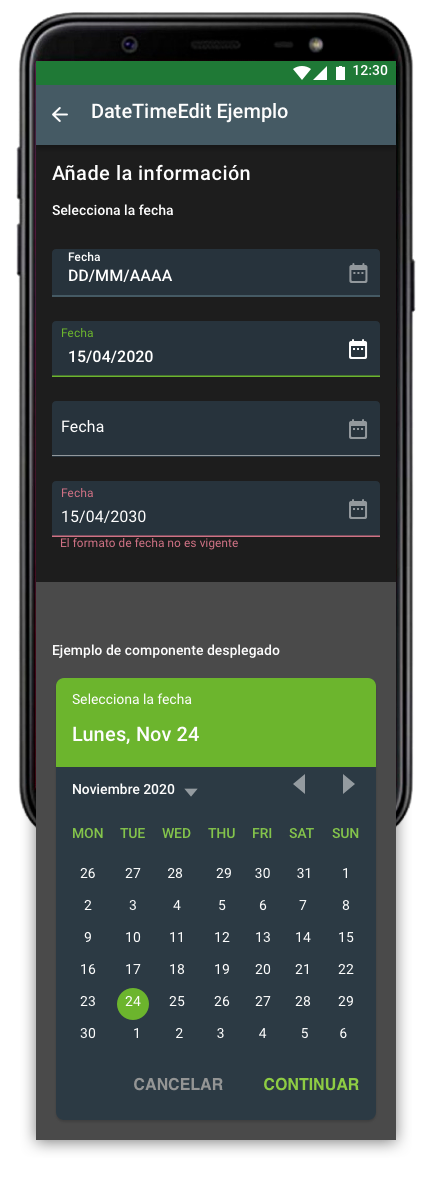 12:30
DateTimeEdit Ejemplo
Añade la información
Selecciona la fecha
Fecha
DD/MM/AAAA
Fecha
15/04/2020
Fecha
Fecha
15/04/2030
El formato de fecha no es vigente
Ejemplo de componente desplegado
Selecciona la fecha
Lunes, Nov 24
Noviembre 2020
MON TUE WED THU FRI SAT SUN
26 27 28 29 30 31 1
2 3 4 5 6 7 8
9 10 11 12 13 14 15
16 17 18 19 20 21 22
23 24 25 26 27 28 29
30 1 2 3 4 5 6
CANCELAR CONTINUAR